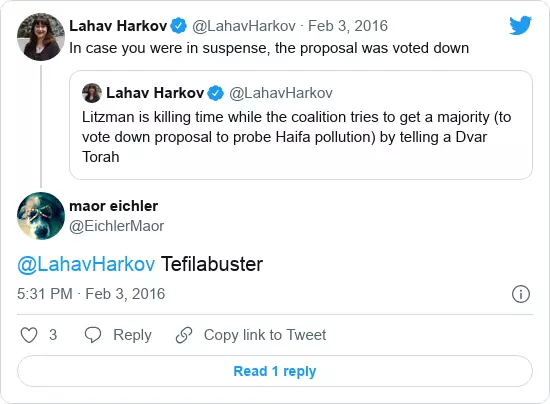 Lahav Harkov @LahavHarkov · Feb 3, 2016
In case you were in suspense, the proposal was voted down
Lahav Harkov @LahavHarkov
Litzman is killing time while the coalition tries to get a majority (to
vote down proposal to probe Haifa pollution) by telling a Dvar
Torah
maor eichler
@EichlerMaor
@LahavHarkov Tefilabuster
5:31 PM · Feb 3, 2016
3 Reply Copy link to Tweet
Read 1 reply